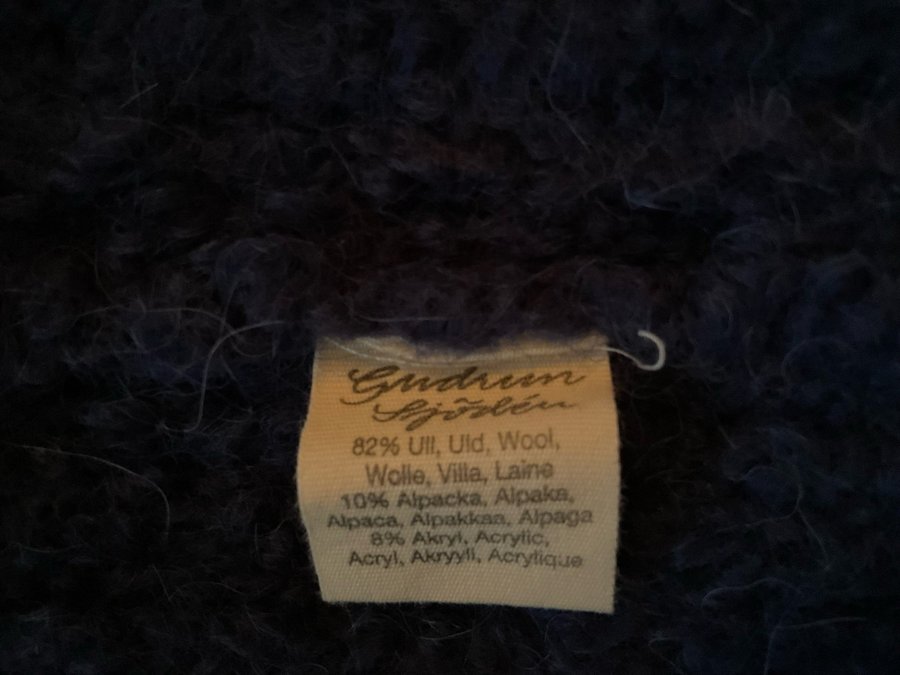 Gudrun
Sjödén
82% Ull, Uld, Wool,
Wolle, Villa, Laine
10% Alpacka, Alpaka,
Alpaca, Alpakkaa, Alpaga
8% Akryl, Acrylic,
Acryl, Akryyli, Acrylique